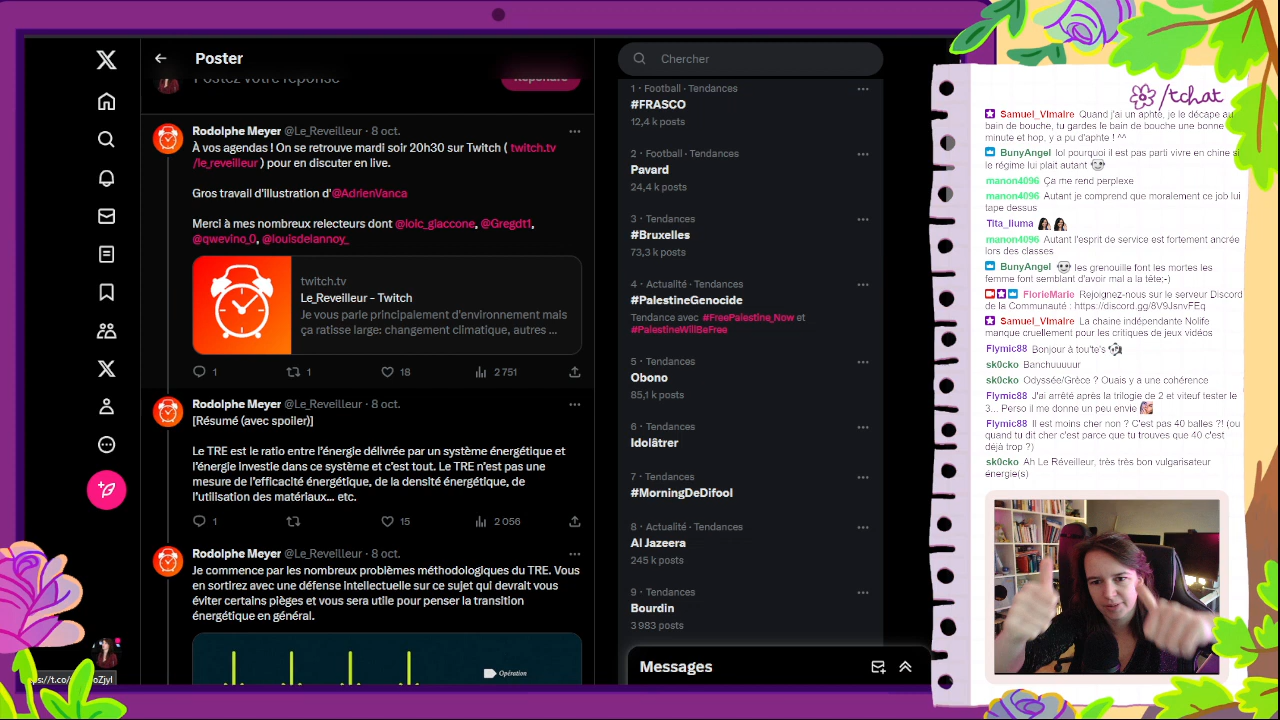 Poster
Chercher
Postez votre réponse
Répondre
Rodolphe Meyer @Le_Reveilleur · 8 oct.
À vos agendas ! On se retrouve mardi soir 20h30 sur Twitch ( twitch.tv
/le_reveilleur ) pour en discuter en live.
Gros travail d'illustration d'@AdrienVanca
Merci à mes nombreux relecteurs dont @loic_giaccone, @Gregdt1,
@qwevino_0, @louisdelannoy_
twitch.tv
Le_Reveilleur - Twitch
Je vous parle principalement d'environnement mais
ça ratisse large: changement climatique, autres ...
1
1
18
2 751
Rodolphe Meyer @Le_Reveilleur · 8 oct.
[Résumé (avec spoiler)]
Le TRE est le ratio entre l'énergie délivrée par un système énergétique et
l'énergie investie dans ce système et c'est tout. Le TRE n'est pas une
mesure de l'efficacité énergétique, de la densité énergétique, de
l'utilisation des matériaux... etc.
1
15
2 056
Rodolphe Meyer @Le_Reveilleur · 8 oct.
Je commence par les nombreux problèmes méthodologiqus du TRE. Vous
en sortirez avec une défense intellectuelle sur ce sujet qui devrait vous
éviter certains pièges et vous sera utile pour penser la transition
énergétique en général.
Opération
1 · Football · Tendances
#FRASCO
12,4 k posts
2 · Football · Tendances
Pavard
24,4 k posts
3 · Tendances
#Bruxelles
73,3 k posts
4 · Actualité · Tendances
#PalestineGenocide
Tendance avec #FreePalestine_Now et
#PalestineWillBeFree
5 · Tendances
Obono
85,1 k posts
6 · Tendances
Idolâtrer
7 · Tendances
#MorningDeDifool
8 · Actualité · Tendances
Al Jazeera
245 k posts
9 · Tendances
Bourdin
3 983 posts
Messages
/tchat
Samuel_Vlmaire Quand j'ai un aphte, je le décape au
bain de bouche, tu gardes le bain de bouche une bonne
minute et hop, y a pu d'aphte ! ^^
BunyAngel lol pourquoi il est pas parti vivre en chine si
le régime lui plait autant
manon4096 Ça me rend perplexe
manon4096 Autant je comprend que moralement ce job lui
tape dessus
Tita_liuma
manon4096 Autant l'esprit de service est fortement ancrée
lors des classes
BunyAngel les grenouille font les mortes les
femme font semblant d'avoir mal a la tête;-)
FlorieMarie Rejoignez-nous sur le serveur Discord
de la Communauté : https://discord.gg/8V9Jsn/FEq
Samuel_Vlmaire La chaine indépendante Nolife
manque cruellement pour les critiques de jeux vidéos
Flymic88 Bonjour à tou'te's
sk0cko Banchuuuuur
sk0cko Odyssée/Grèce ? Ouais y a une cohérence
Flymic88 J'ai arrêté après la trilogie de 2 et viteuf tester le
3... Perso il me donne un peu envie
Flymic88 Il est moins cher non ? C'est pas 40 balles ?! (ou
quand tu dit cher c'est parce que tu trouves que 40 c'est
déjà trop ?)
sk0cko Ah Le Réveilleur, très très bon vulgarisateur
énergie(s)